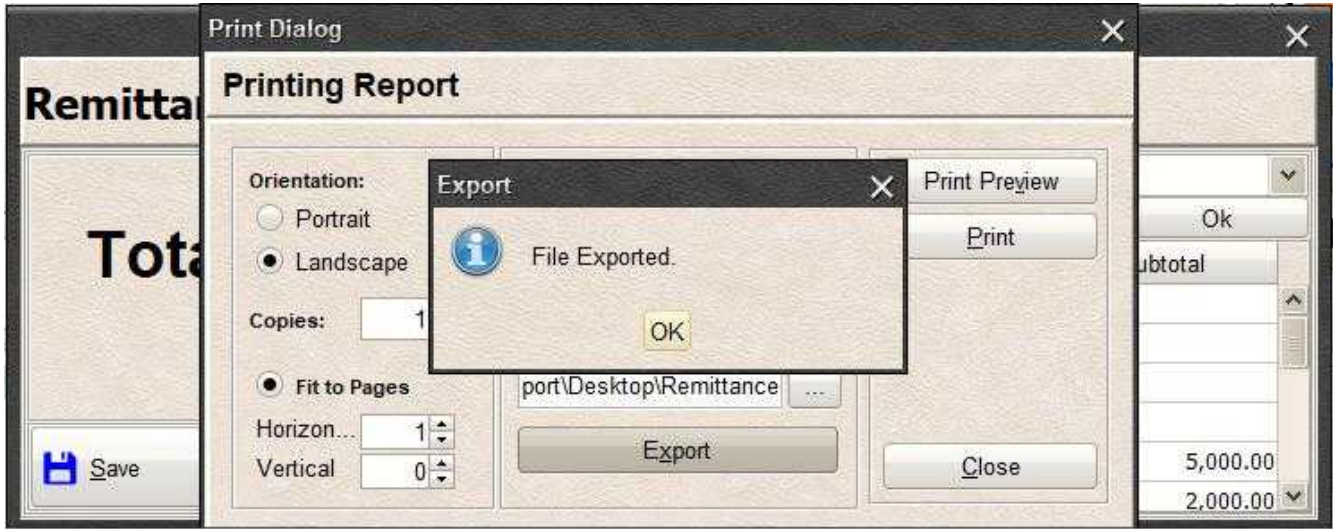 Print Dialog
Remitta
Printing Report
Orientation:
Portrait
Landscape
Copies: 1
Fit to Pages
Horizon... 1
Vertical 0
Export
File Exported.
OK
port\Desktop\Remittance ...
Export
Print Preview
Print
Close
Tota
Save
Ok
ubtotal
5,000.00
2,000.00